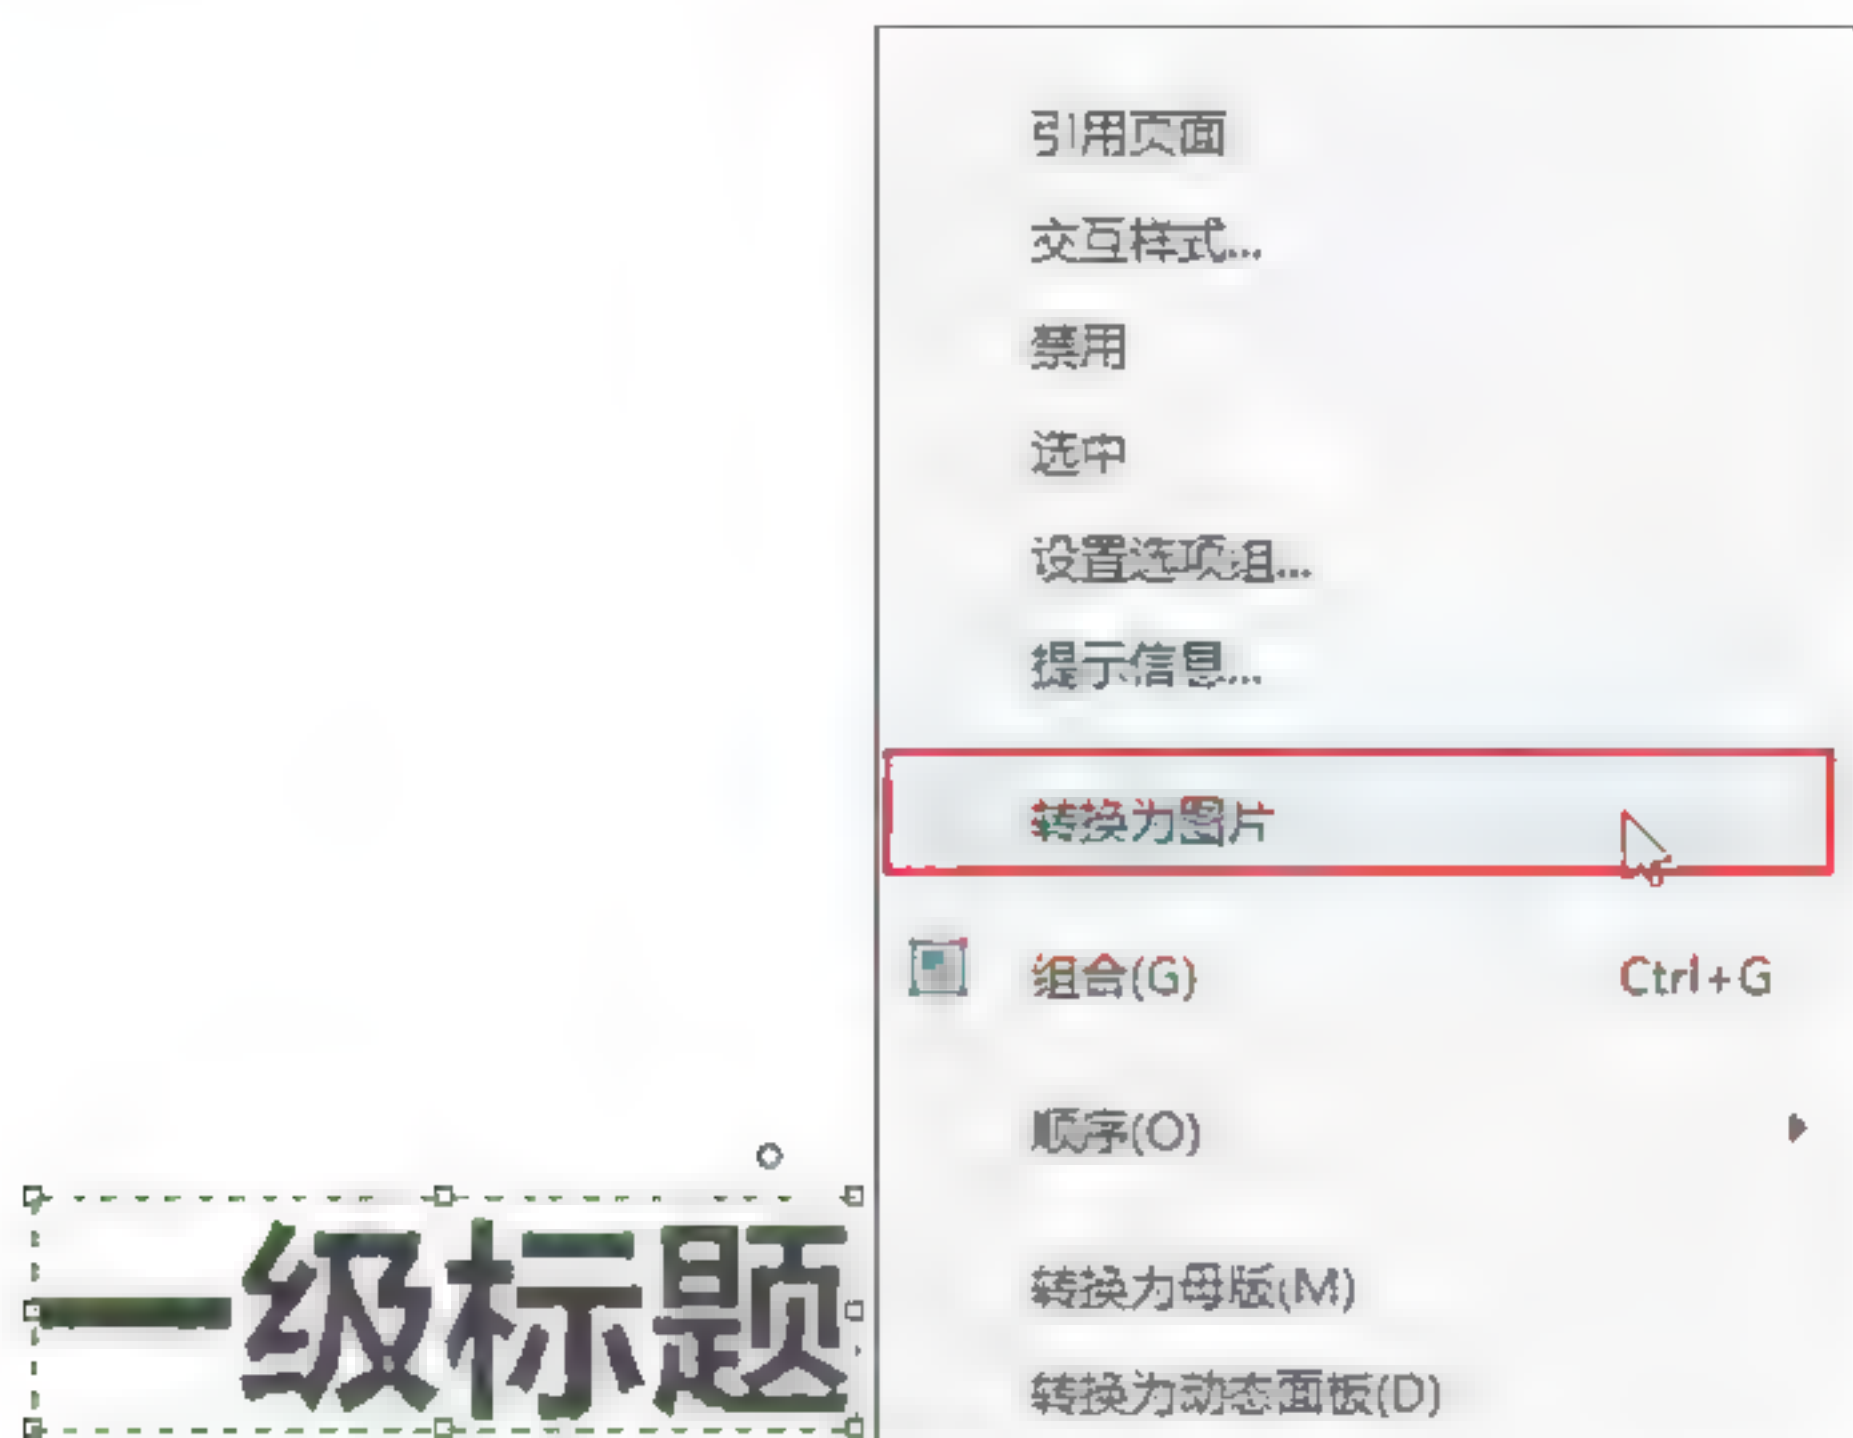 引用页面
交互样式...
禁用
选中
设置选项组...
提示信息...
转换为图片
组合(G) Ctrl+G
顺序(O)
转换为母版(M)
转换为动态面板(D)
一级标题